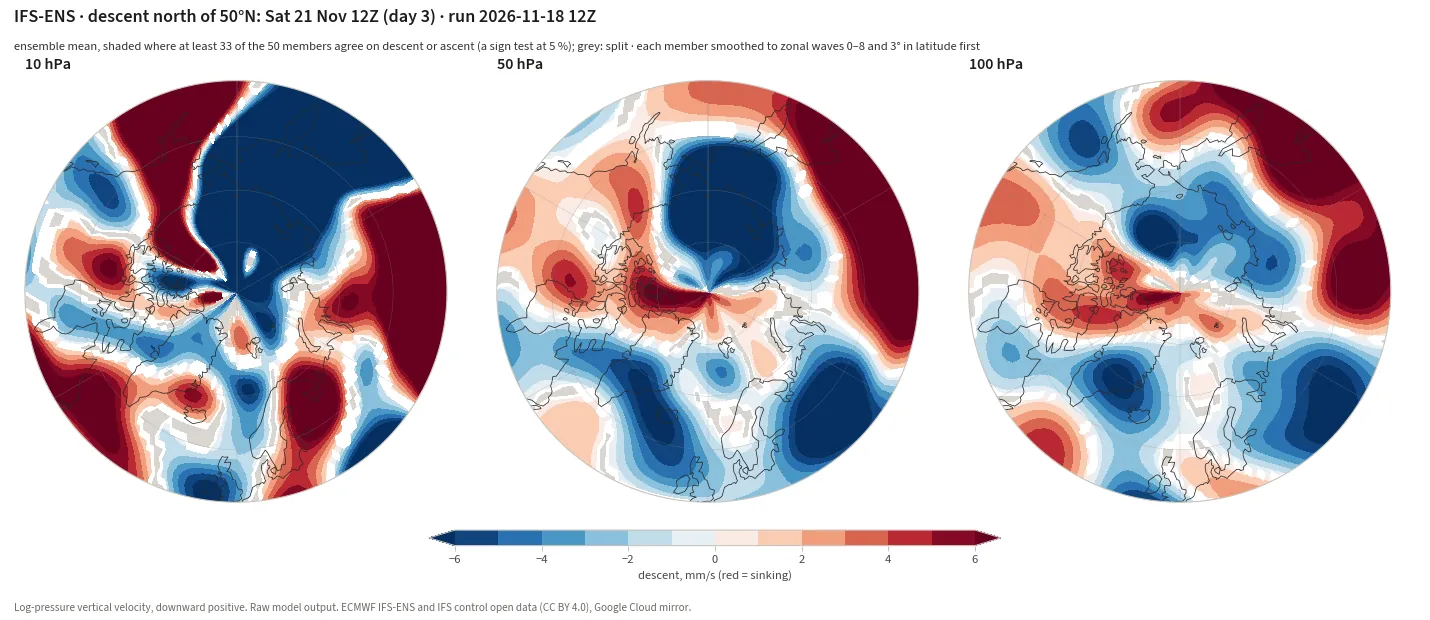 IFS-ENS · descent north of 50°N: Sat 21 Nov 12Z (day 3) · run 2026-11-18 12Z
ensemble mean, shaded where at least 33 of the 50 members agree on descent or ascent (a sign test at 5 %); grey: split · each member smoothed to zonal waves 0–8 and 3° in latitude first
10 hPa
50 hPa
100 hPa
−6 −4 −2 0 2 4 6
descent, mm/s (red = sinking)
Log-pressure vertical velocity, downward positive. Raw model output. ECMWF IFS-ENS and IFS control open data (CC BY 4.0), Google Cloud mirror.